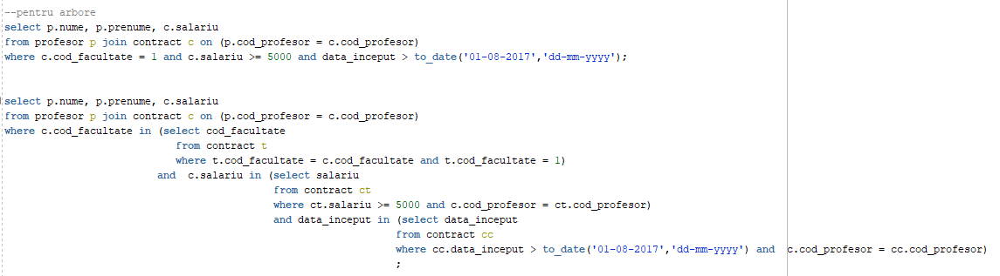 --pentru arbore
select p.nume, p.prenume, c.salariu
from profesor p join contract c on (p.cod_profesor = c.cod_profesor)
where c.cod_facultate = 1 and c.salariu >= 5000 and data_inceput > to_date('01-08-2017','dd-mm-yyyy');
select p.nume, p.prenume, c.salariu
from profesor p join contract c on (p.cod_profesor = c.cod_profesor)
where c.cod_facultate in (select cod_facultate
from contract t
where t.cod_facultate = c.cod_facultate and t.cod_facultate = 1)
and  c.salariu in (select salariu
from contract ct
where ct.salariu >= 5000 and c.cod_profesor = ct.cod_profesor)
and data_inceput in (select data_inceput
from contract cc
where cc.data_inceput > to_date('01-08-2017','dd-mm-yyyy') and  c.cod_profesor = cc.cod_profesor)
;